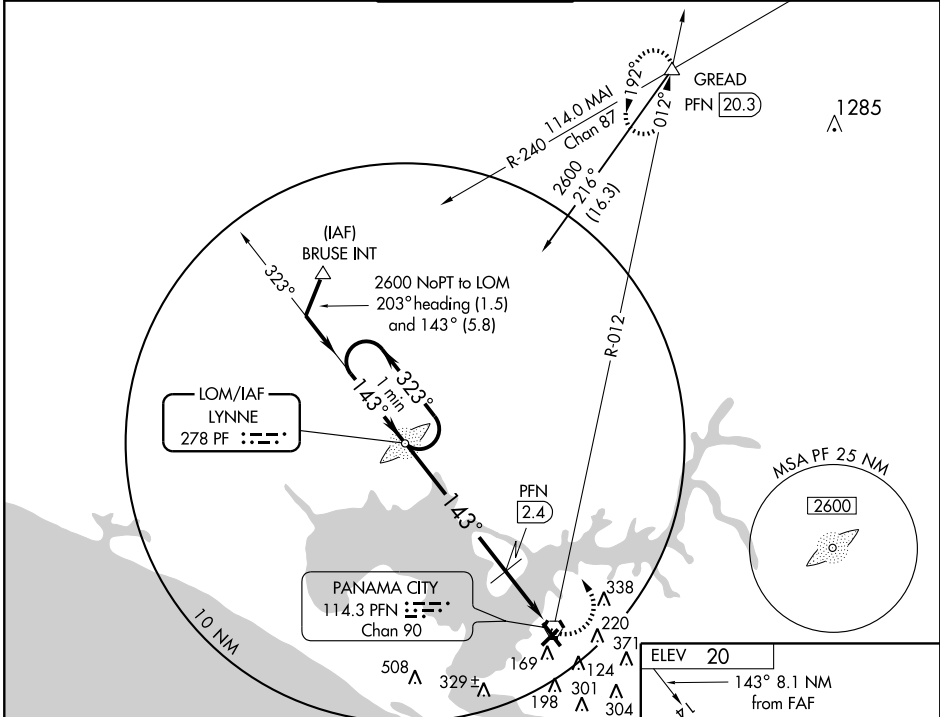 GREAD
PFN 20.3
1285
192°
012°
R-240 114.0 MAI
Chan 87
2600
216°
(16.3)
(IAF)
BRUSE INT
323°
2600 NoPT to LOM
203° heading (1.5)
and 143° (5.8)
R-012
1 min
323°
143°
LOM/IAF
LYNNE
278 PF
MSA PF 25 NM
2600
PFN
2.4
143°
PANAMA CITY
114.3 PFN
Chan 90
10 NM
338
220
371
169
124
508
329±
198
301
304
ELEV 20
143° 8.1 NM
from FAF